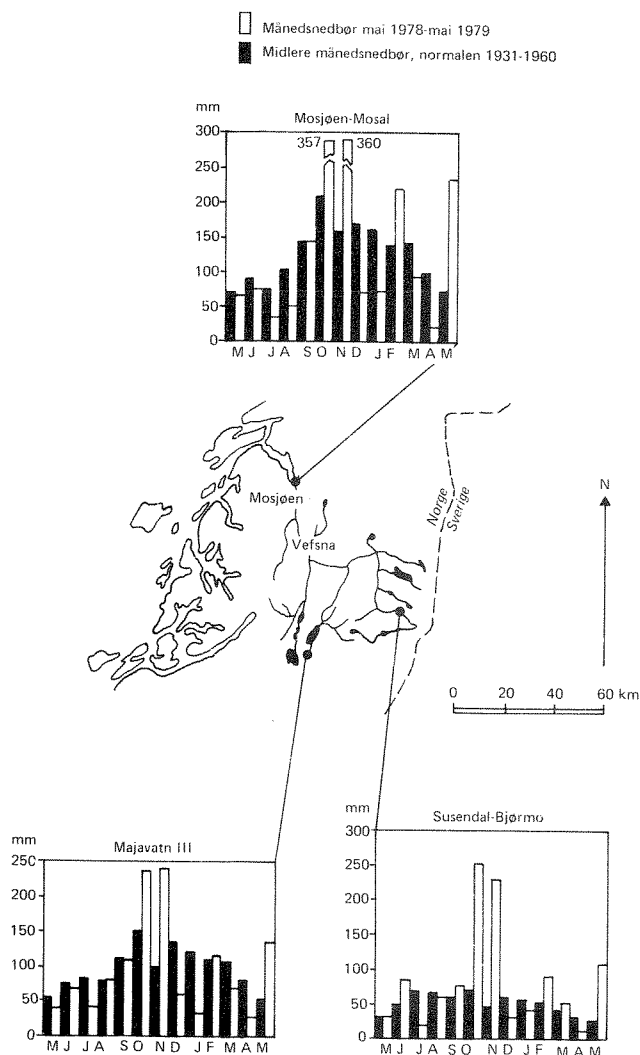 Månedsnedbør mai 1978-mai 1979
Midlere månedsnedbør, normalen 1931-1960
mm
Mosjøen-Mosal
300
357
360
250
200
150
100
50
0
M J J A S O N D J F M A M
Mosjøen
Vefsna
Norge
Sverige
N
0 20 40 60 km
mm
Majavatn III
250
200
150
100
50
0
M J J A S O N D J F M A M
mm
Susendal-Bjørmo
300
250
200
150
100
50
0
M J J A S O N D J F M A M